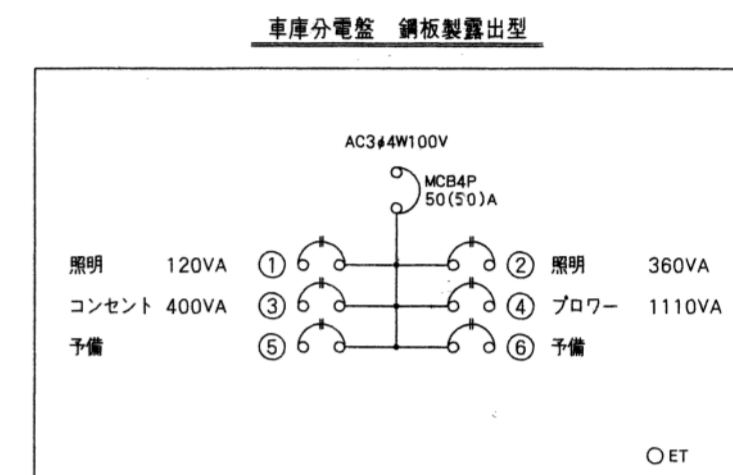 車庫分電盤 鋼板製露出型
AC3φ4W100V
MCB4P
50(50)A
照明 120VA ① ② 照明 360VA
コンセント 400VA ③ ④ ブロワー 1110VA
予備 ⑤ ⑥ 予備
ET